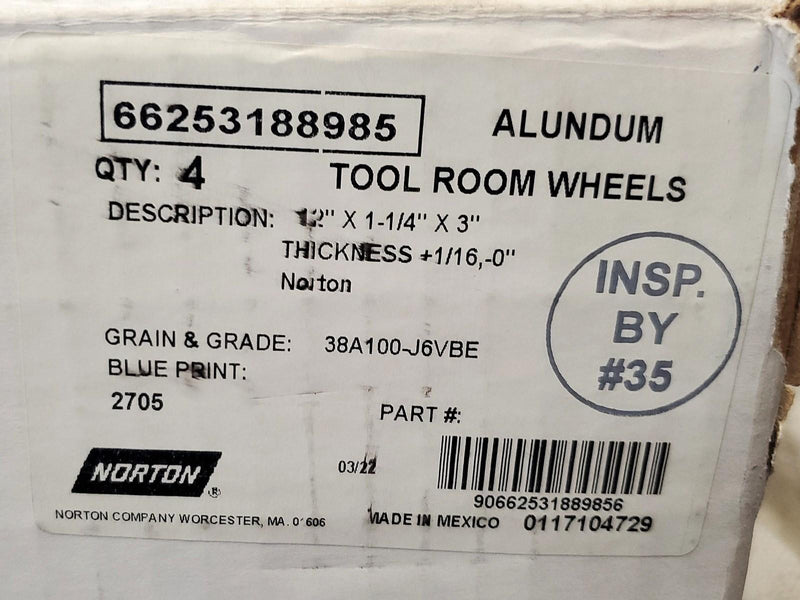 66253188985 ALUNDUM
QTY: 4 TOOL ROOM WHEELS
DESCRIPTION: 12" X 1-1/4" X 3"
THICKNESS +1/16,-0"
Norton
INSP.
BY
#35
GRAIN & GRADE: 38A100-J6VBE
BLUE PRINT:
2705
PART #:
NORTON ®
03/22
90662531889856
NORTON COMPANY WORCESTER, MA. MADE IN MEXICO 0117104729